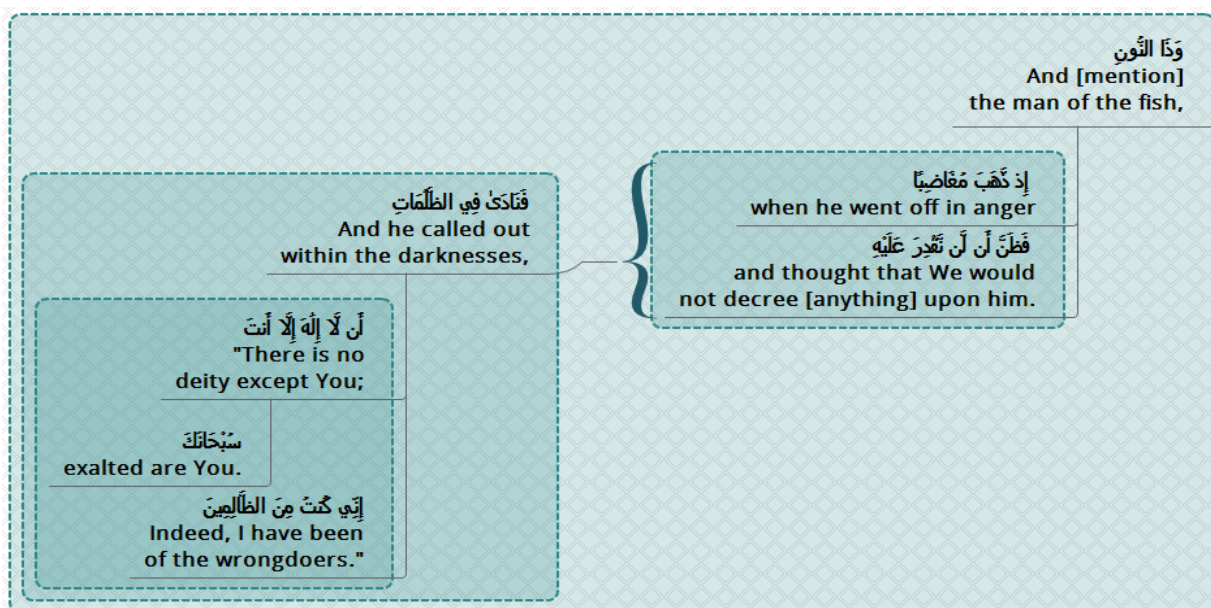 وَذَا النُّونِ
And [mention]
the man of the fish,
إِذ ذَّهَبَ مُغَاضِبًا
when he went off in anger
فَظَنَّ أَن لَّن نَّقْدِرَ عَلَيْهِ
and thought that We would
not decree [anything] upon him.
فَنَادَىٰ فِي الظُّلُمَاتِ
And he called out
within the darknesses,
أَن لَّا إِلَٰهَ إِلَّا أَنتَ
"There is no
deity except You;
سُبْحَانَكَ
exalted are You.
إِنِّي كُنتُ مِنَ الظَّالِمِينَ
Indeed, I have been
of the wrongdoers."